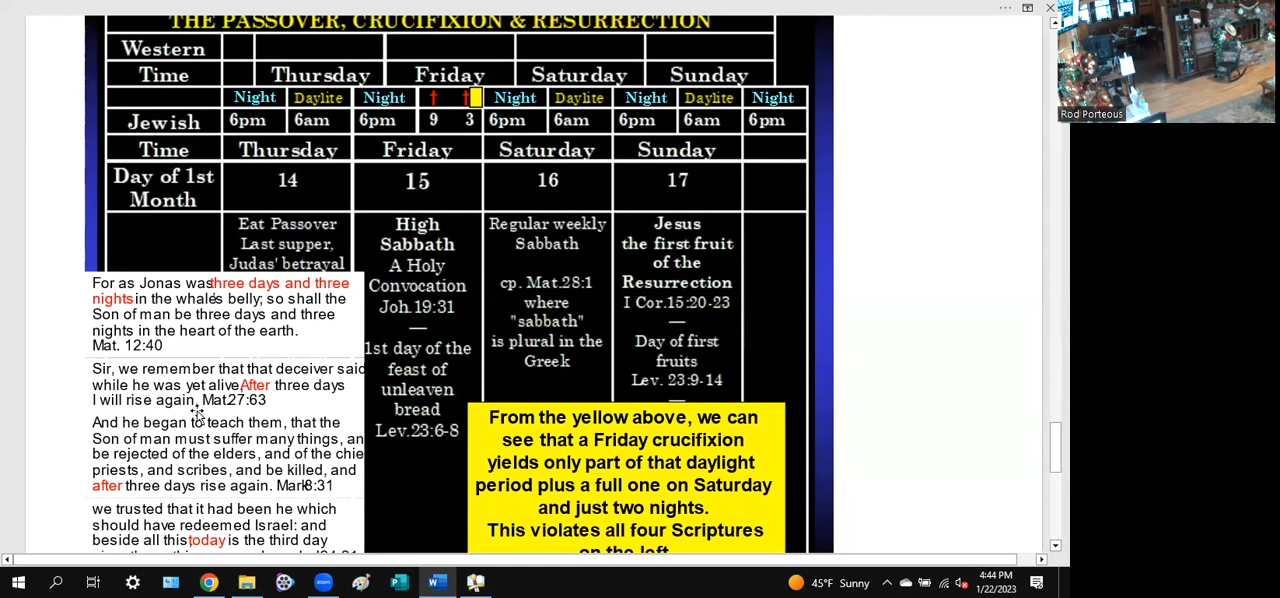 THE PASSOVER, CRUCIFIXION & RESURRECTION
Western
Time Thursday Friday Saturday Sunday
Night Daylite Night Night Daylite Night Daylite Night
Jewish 6pm 6am 6pm 9 3 6pm 6am 6pm 6am 6pm
Time Thursday Friday Saturday Sunday
Day of 1st
Month 14 15 16 17
Eat Passover
Last supper,
Judas' betrayal
High
Sabbath
A Holy
Convocation
Joh.19:31
—
1st day of the
feast of
unleaven
bread
Lev.23:6-8
Regular weekly
Sabbath
cp. Mat.28:1
where
"sabbath"
is plural in the
Greek
Jesus
the first fruit
of the
Resurrection
I Cor.15:20-23
—
Day of first
fruits
Lev. 23:9-14
—
For as Jonas was three days and three
nights in the whale's belly; so shall the
Son of man be three days and three
nights in the heart of the earth.
Mat. 12:40
Sir, we remember that that deceiver said
while he was yet alive, After three days
I will rise again, Mat.27:63
And he began to teach them, that the
Son of man must suffer many things, an
be rejected of the elders, and of the chie
priests, and scribes, and be killed, and
after three days rise again. Mark 8:31
we trusted that it had been he which
should have redeemed Israel: and
beside all this, today is the third day
From the yellow above, we can
see that a Friday crucifixion
yields only part of that daylight
period plus a full one on Saturday
and just two nights.
This violates all four Scriptures
on the left
Rod Porteous
45°F Sunny
4:44 PM
1/22/2023